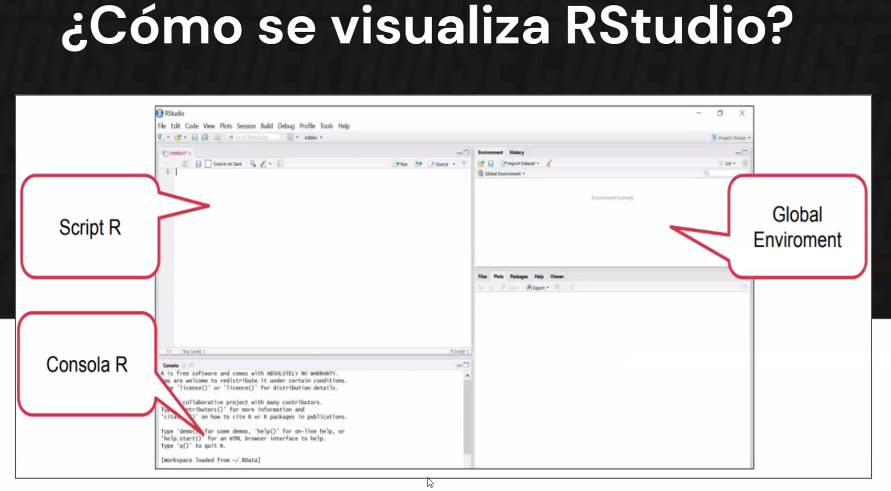 ¿Cómo se visualiza RStudio?
RStudio
File Edit Code View Plots Session Build Debug Profile Tools Help
Addins
Project: (None)
Untitled1*
Source on Save
Run
Source
1
(Top Level)
R Script
Environment History
Import Dataset
List
Global Environment
Environment is empty
Files Plots Packages Help Viewer
Zoom
Export
Script R
Global
Enviroment
Consola R
Console
R is free software and comes with ABSOLUTELY NO WARRANTY.
You are welcome to redistribute it under certain conditions.
'license()' or 'licence()' for distribution details.
collaborative project with many contributors.
Type 'contributors()' for more information and
on how to cite R or R packages in publications.
Type 'demo()' for some demos, 'help()' for on-line help, or
'help.start()' for an HTML browser interface to help.
Type 'q()' to quit R.
[Workspace loaded from ~/.RData]